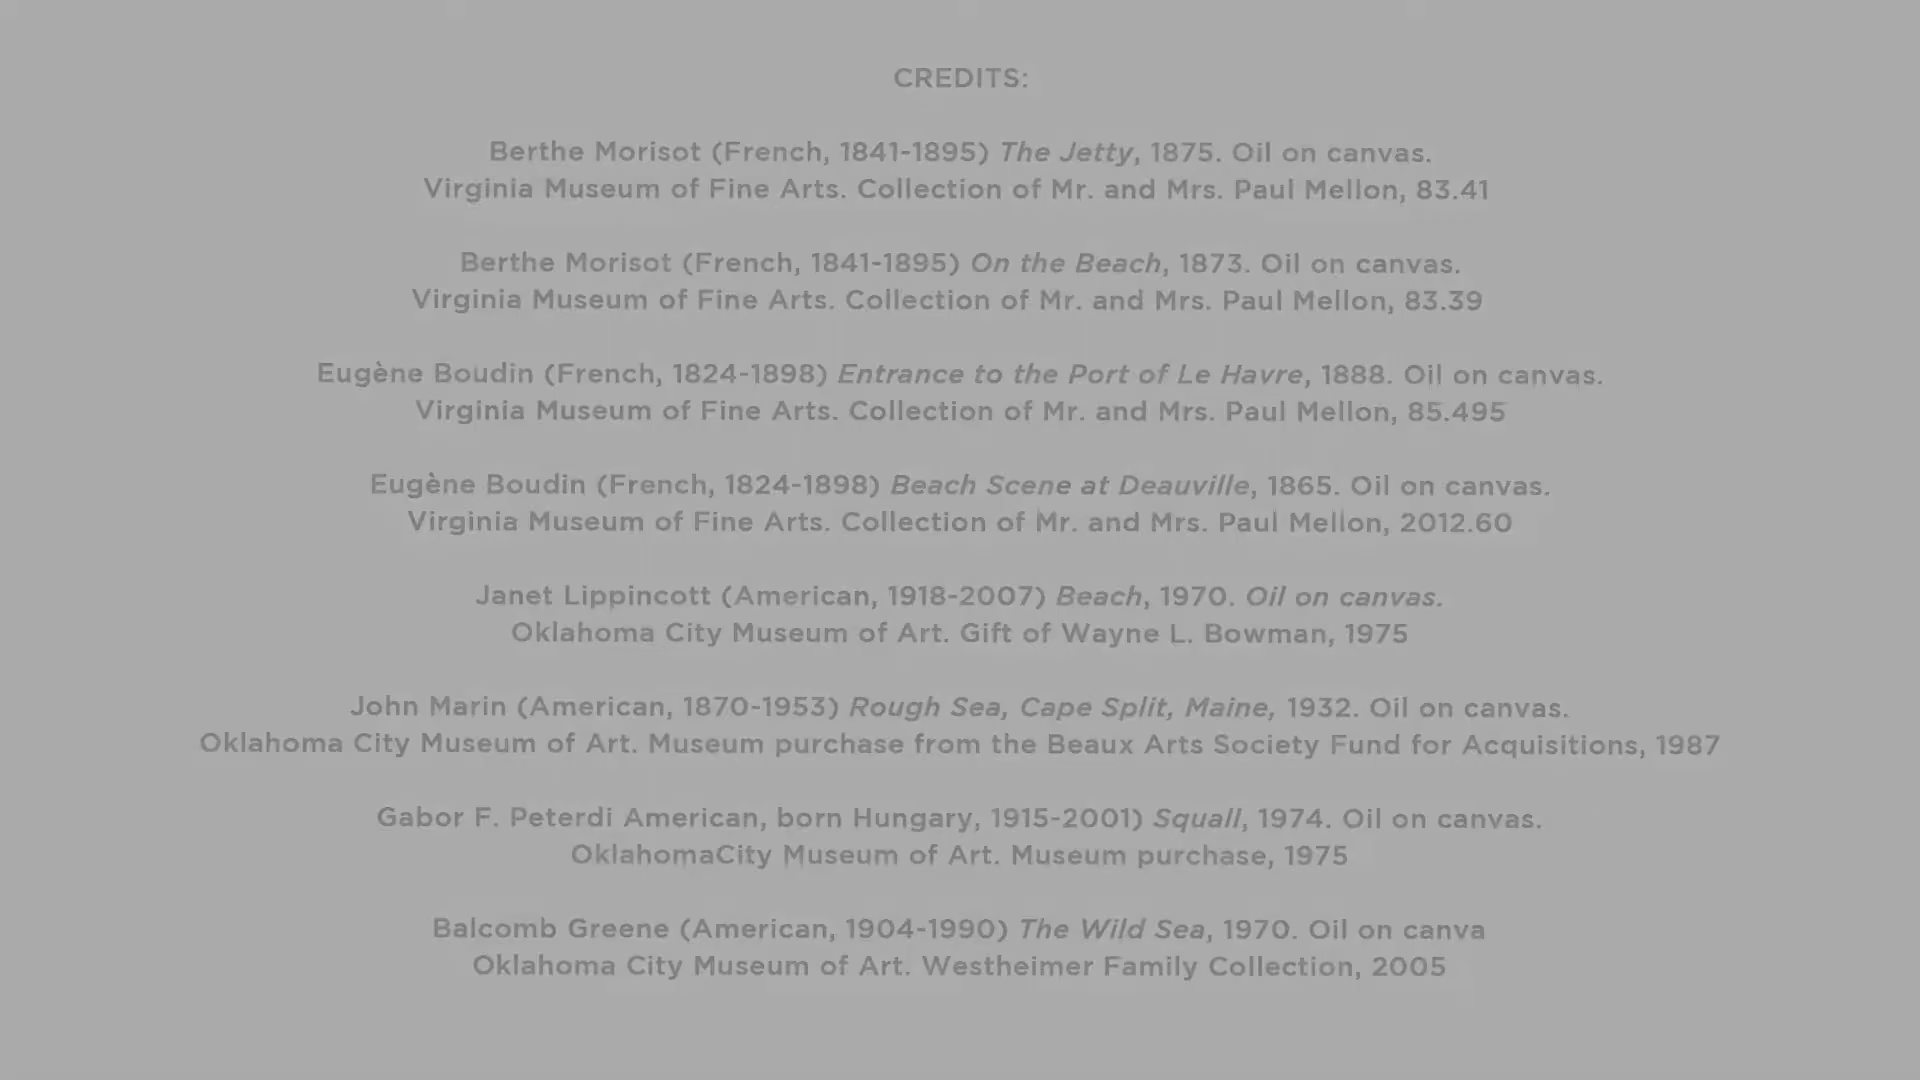 CREDITS:
Berthe Morisot (French, 1841-1895) The Jetty, 1875. Oil on canvas.
Virginia Museum of Fine Arts. Collection of Mr. and Mrs. Paul Mellon, 83.41
Berthe Morisot (French, 1841-1895) On the Beach, 1873. Oil on canvas.
Virginia Museum of Fine Arts. Collection of Mr. and Mrs. Paul Mellon, 83.39
Eugène Boudin (French, 1824-1898) Entrance to the Port of Le Havre, 1888. Oil on canvas.
Virginia Museum of Fine Arts. Collection of Mr. and Mrs. Paul Mellon, 85.495
Eugène Boudin (French, 1824-1898) Beach Scene at Deauville, 1865. Oil on canvas.
Virginia Museum of Fine Arts. Collection of Mr. and Mrs. Paul Mellon, 2012.60
Janet Lippincott (American, 1918-2007) Beach, 1970. Oil on canvas.
Oklahoma City Museum of Art. Gift of Wayne L. Bowman, 1975
John Marin (American, 1870-1953) Rough Sea, Cape Split, Maine, 1932. Oil on canvas.
Oklahoma City Museum of Art. Museum purchase from the Beaux Arts Society Fund for Acquisitions, 1987
Gabor F. Peterdi American, born Hungary, 1915-2001) Squall, 1974. Oil on canvas.
OklahomaCity Museum of Art. Museum purchase, 1975
Balcomb Greene (American, 1904-1990) The Wild Sea, 1970. Oil on canva
Oklahoma City Museum of Art. Westheimer Family Collection, 2005